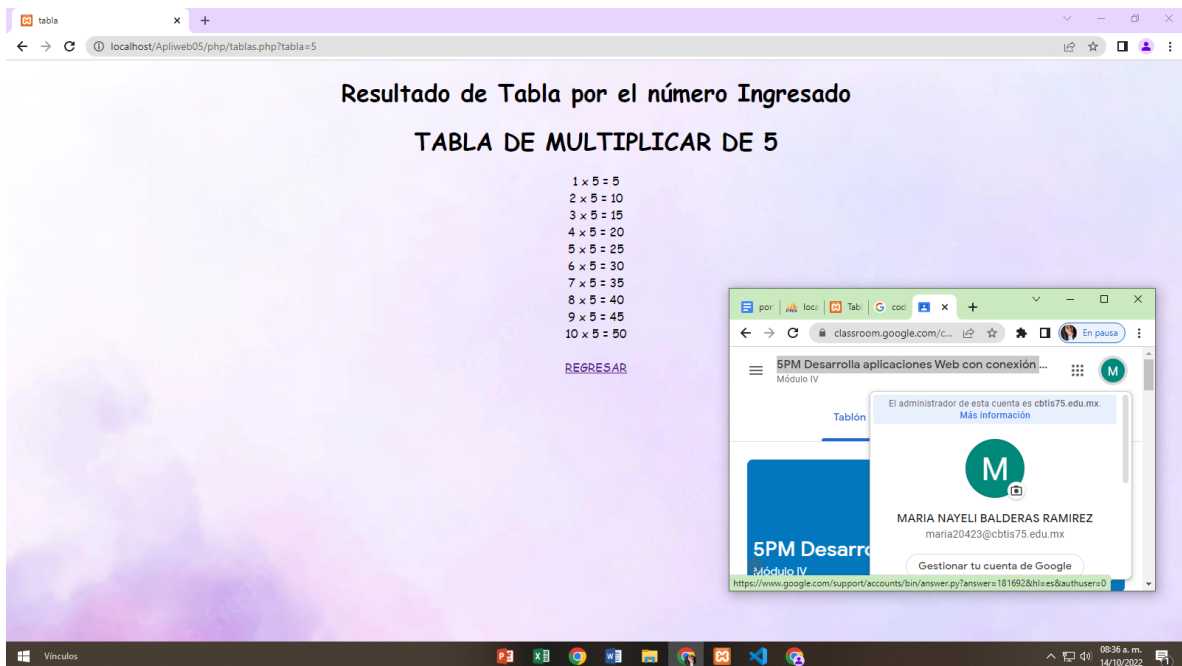 tabla
localhost/Apliweb05/php/tablas.php?tabla=5
Resultado de Tabla por el número Ingresado
TABLA DE MULTIPLICAR DE 5
1 x 5 = 5
2 x 5 = 10
3 x 5 = 15
4 x 5 = 20
5 x 5 = 25
6 x 5 = 30
7 x 5 = 35
8 x 5 = 40
9 x 5 = 45
10 x 5 = 50
REGRESAR
por loca Tab G cod
classroom.google.com/c... En pausa
5PM Desarrolla aplicaciones Web con conexión ... M
Módulo IV
Tablón
El administrador de esta cuenta es cbtis75.edu.mx.
Más información
M
MARIA NAYELI BALDERAS RAMIREZ
maria20423@cbtis75.edu.mx
Gestionar tu cuenta de Google
5PM Desarro
Módulo IV
https://www.google.com/support/accounts/bin/answer.py?answer=181692&hl=es&authuser=0
Vínculos
08:36 a. m.
14/10/2022